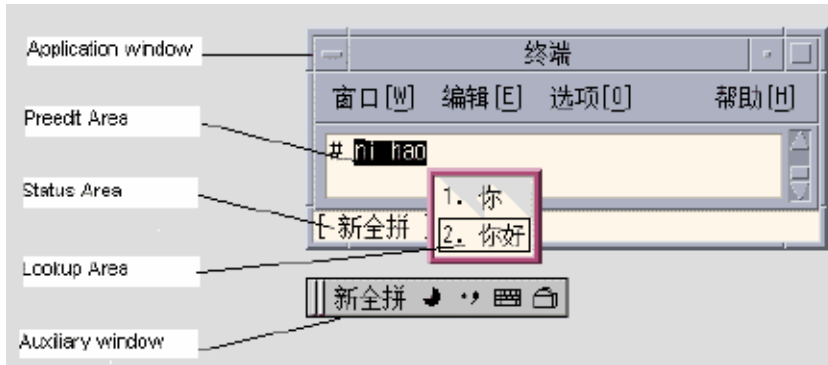 Application window
终端
窗口[W] 编辑[E] 选项[O] 帮助[H]
Preedt Area
# ni hao
Status Area
1. 你
[ 新全拼 ]
2. 你好
Lookup Area
新全拼
Auxiliary window